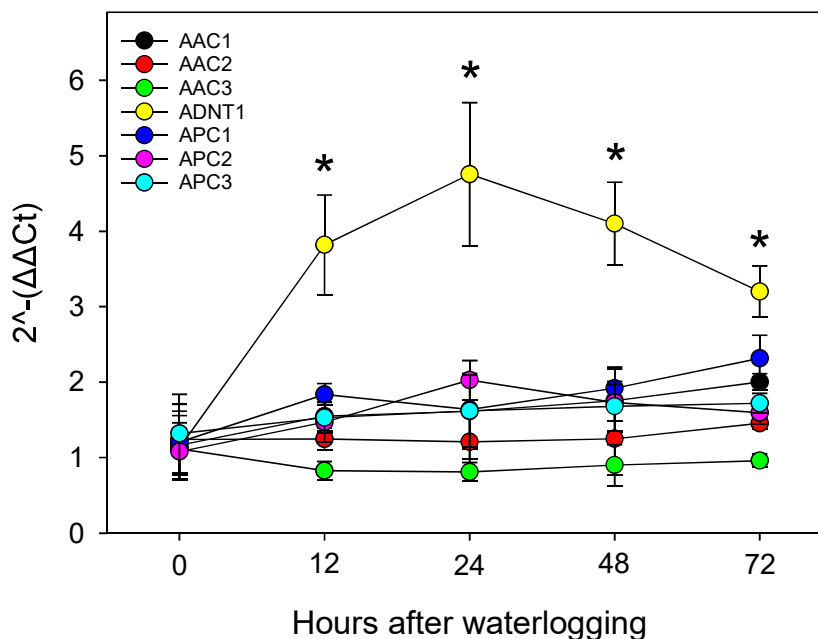 AAC1
AAC2
AAC3
ADNT1
APC1
APC2
APC3
*
*
*
*
6
5
4
3
2
1
0
2^-(ΔΔCt)
0 12 24 48 72
Hours after waterlogging